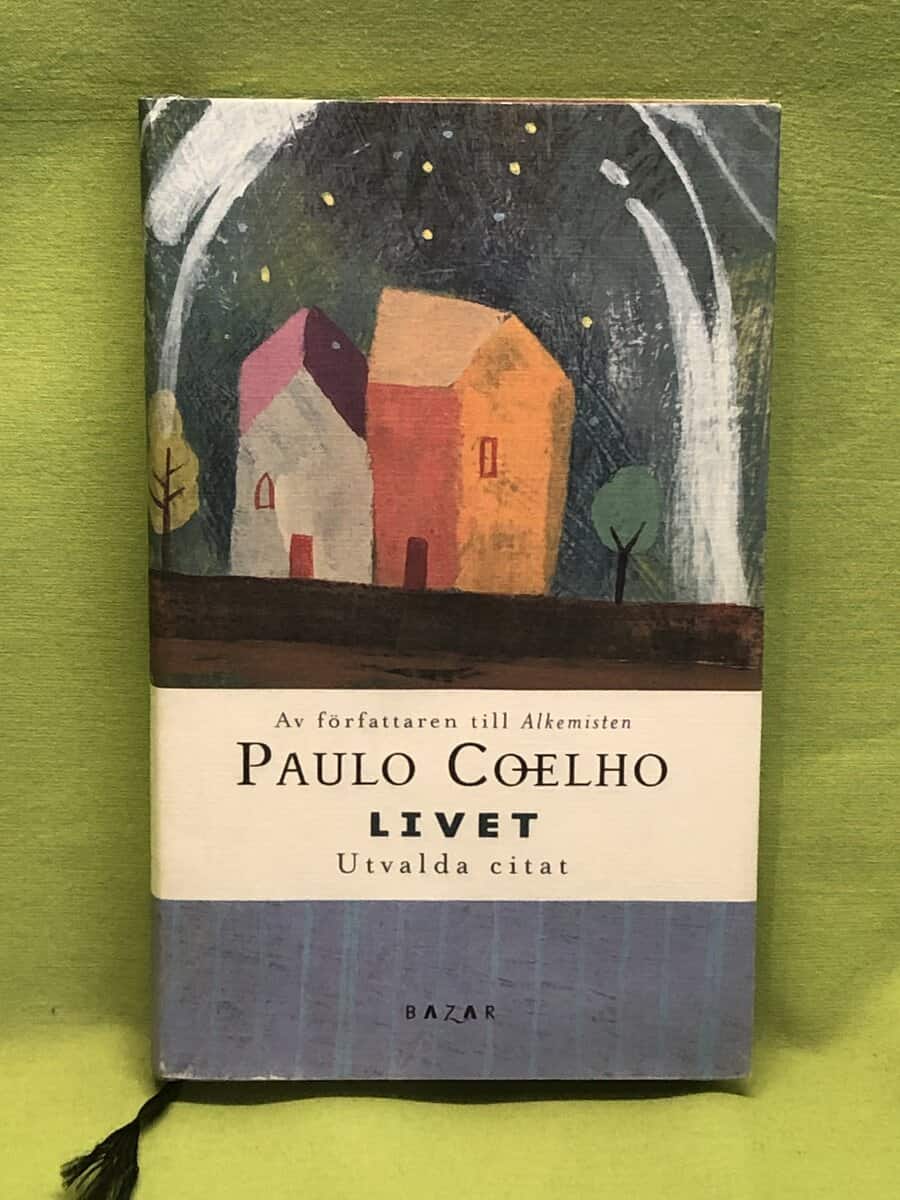 Av författaren till Alkemisten
PAULO COELHO
LIVET
Utvalda citat
BAZAR